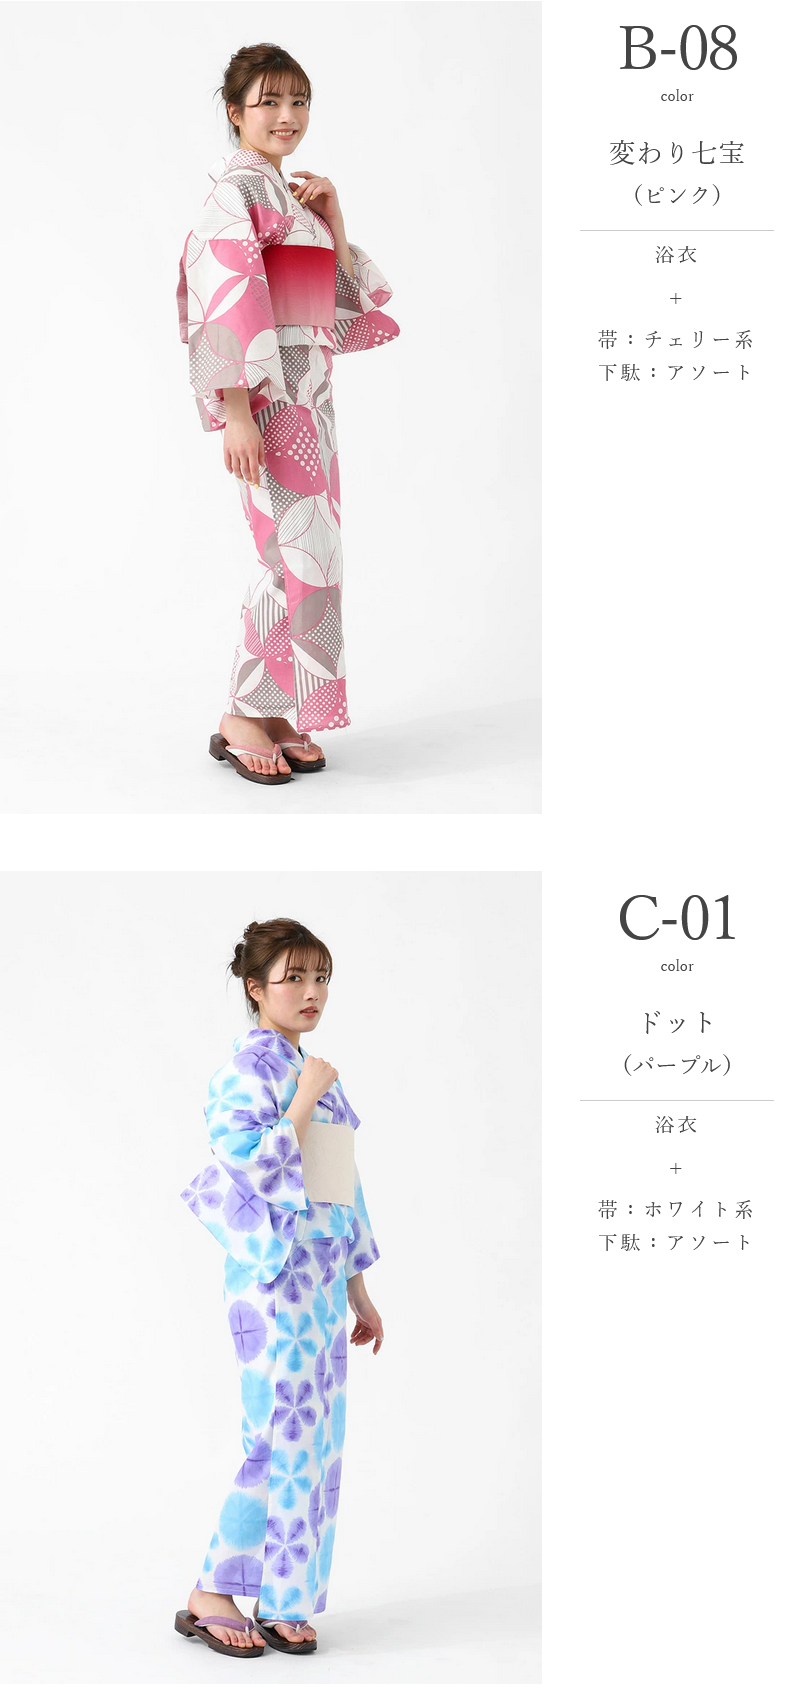 B-08
color
変わり七宝
（ピンク）
浴衣
+
帯：チェリー系
下駄：アソート
C-01
color
ドット
（パープル）
浴衣
+
帯：ホワイト系
下駄：アソート